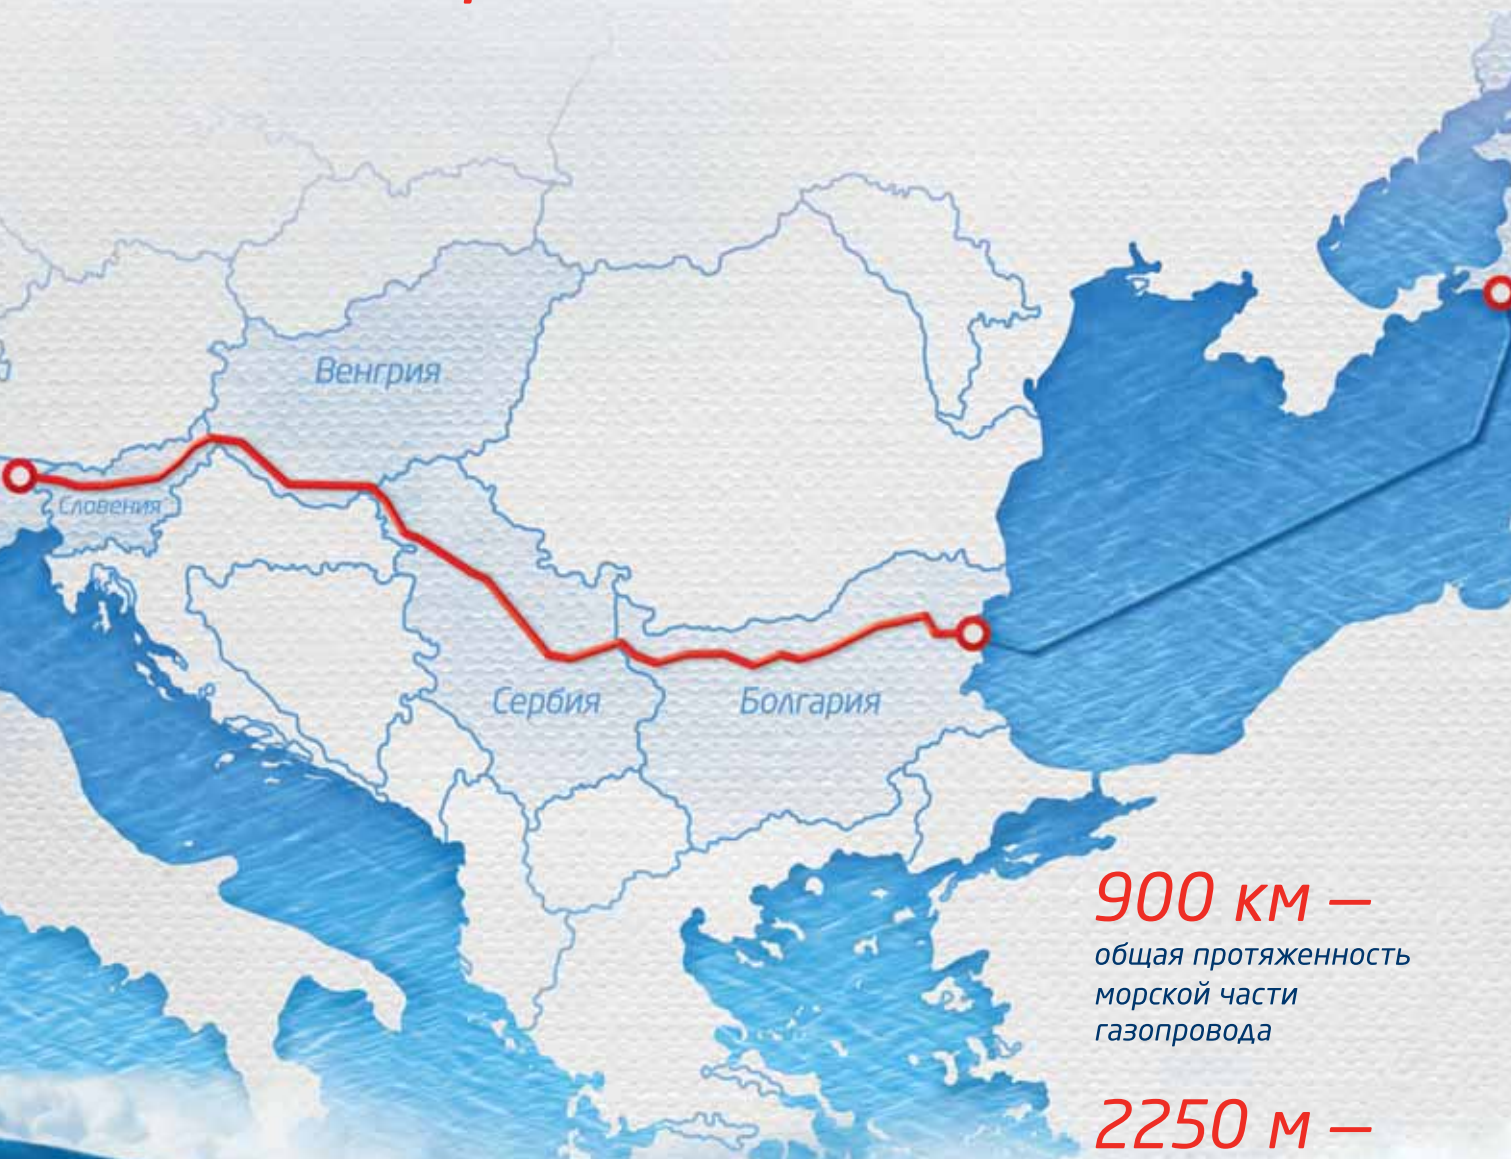 Венгрия
Словения
Сербия
Болгария
900 км —
общая протяженность
морской части
газопровода
2250 м —